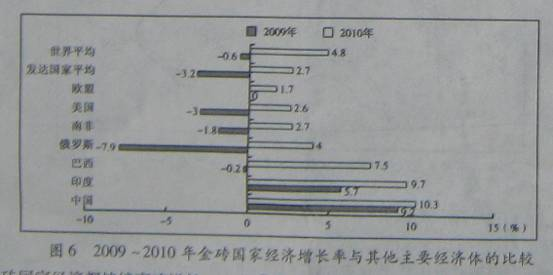 2009年 2010年
世界平均 -0.6 4.8
发达国家平均 -3.2 2.7
欧盟 0 1.7
美国 -3 2.6
南非 -1.8 2.7
俄罗斯 -7.9 4
巴西 -0.2 7.5
印度 5.7 9.7
中国 9.2 10.3
-10 -5 0 5 10 15(%)
图6 2009~2010年金砖国家经济增长率与其他主要经济体的比较